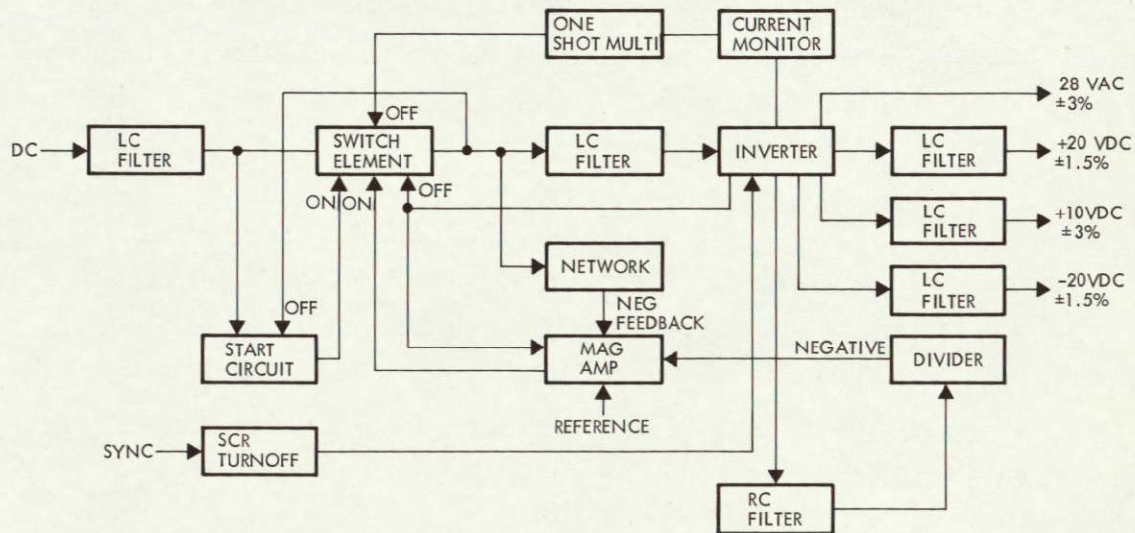 ONE
SHOT MULTI
CURRENT
MONITOR
28 VAC
±3%
OFF
DC
LC
FILTER
SWITCH
ELEMENT
LC
FILTER
INVERTER
LC
FILTER
+20 VDC
±1.5%
ON
ON
OFF
LC
FILTER
+10VDC
±3%
NETWORK
LC
FILTER
-20VDC
±1.5%
OFF
NEG
FEEDBACK
START
CIRCUIT
MAG
AMP
NEGATIVE
DIVIDER
REFERENCE
SYNC
SCR
TURNOFF
RC
FILTER